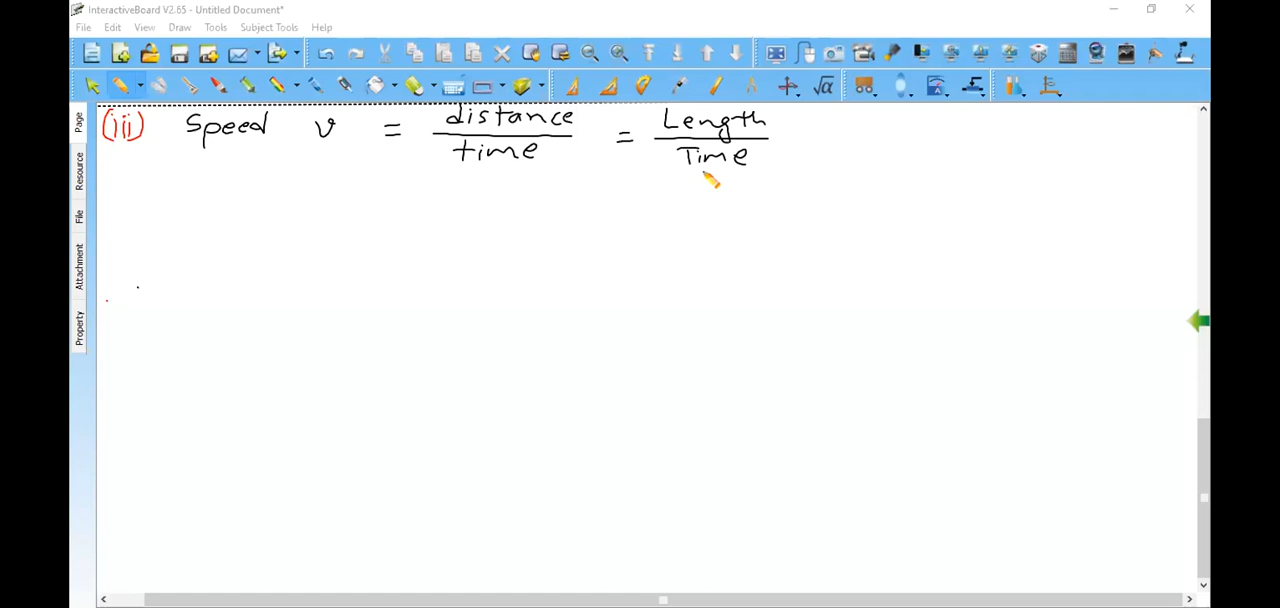 InteractiveBoard V2.65 - Untitled Document*
File Edit View Draw Tools Subject Tools Help
Page
Resource
File
Attachment
Property
(iii) Speed v = distance / time = Length / Time